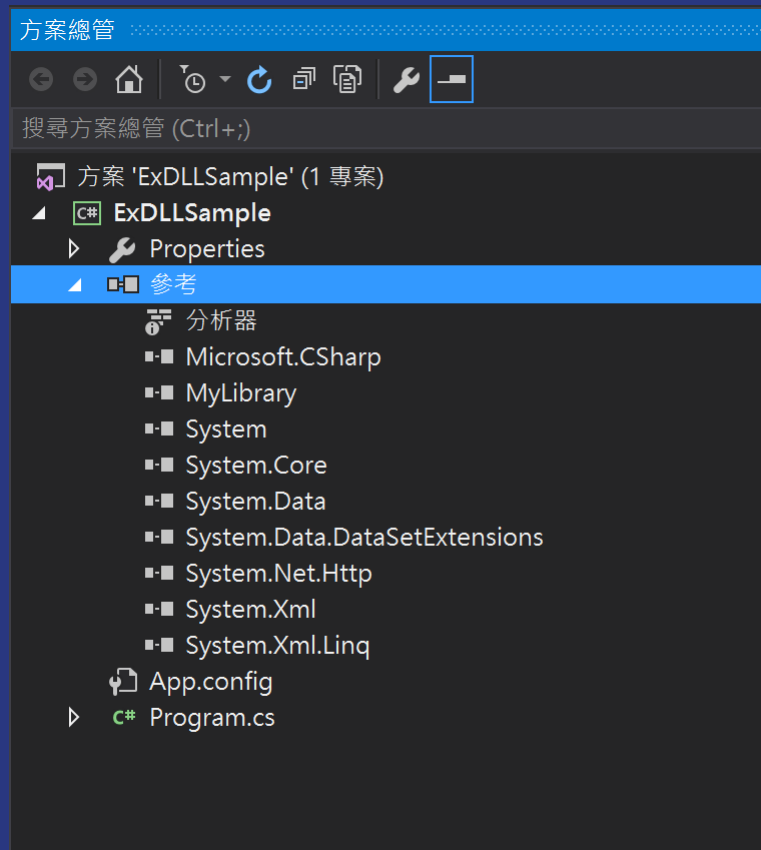 方案總管
搜尋方案總管 (Ctrl+;)
方案 'ExDLLSample' (1 專案)
C# ExDLLSample
Properties
參考
分析器
Microsoft.CSharp
MyLibrary
System
System.Core
System.Data
System.Data.DataSetExtensions
System.Net.Http
System.Xml
System.Xml.Linq
App.config
C# Program.cs